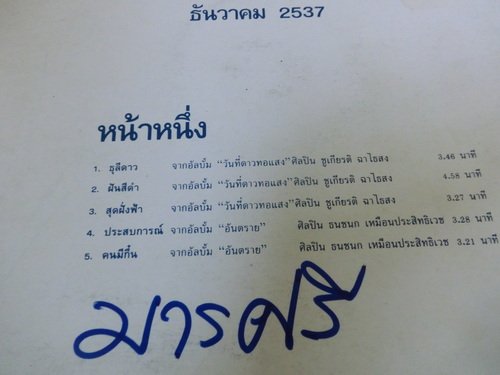 ธันวาคม 2537
หน้าหนึ่ง
1. ธุลีดาว จากอัลบั้ม "วันที่ดาวทอแสง" ศิลปิน ชูเกียรติ ฉาไธสง 3.46 นาที
2. ฝันสีดำ จากอัลบั้ม "วันที่ดาวทอแสง" ศิลปิน ชูเกียรติ ฉาไธสง 4.58 นาที
3. สุดฝั่งฟ้า จากอัลบั้ม "วันที่ดาวทอแสง" ศิลปิน ชูเกียรติ ฉาไธสง 3.27 นาที
4. ประสบการณ์ จากอัลบั้ม "อันตราย" ศิลปิน ธนชนก เหมือนประสิทธิเวช 3.28 นาที
5. คนมีกึ๋น จากอัลบั้ม "อันตราย" ศิลปิน ธนชนก เหมือนประสิทธิเวช 3.21 นาที
มารศรี